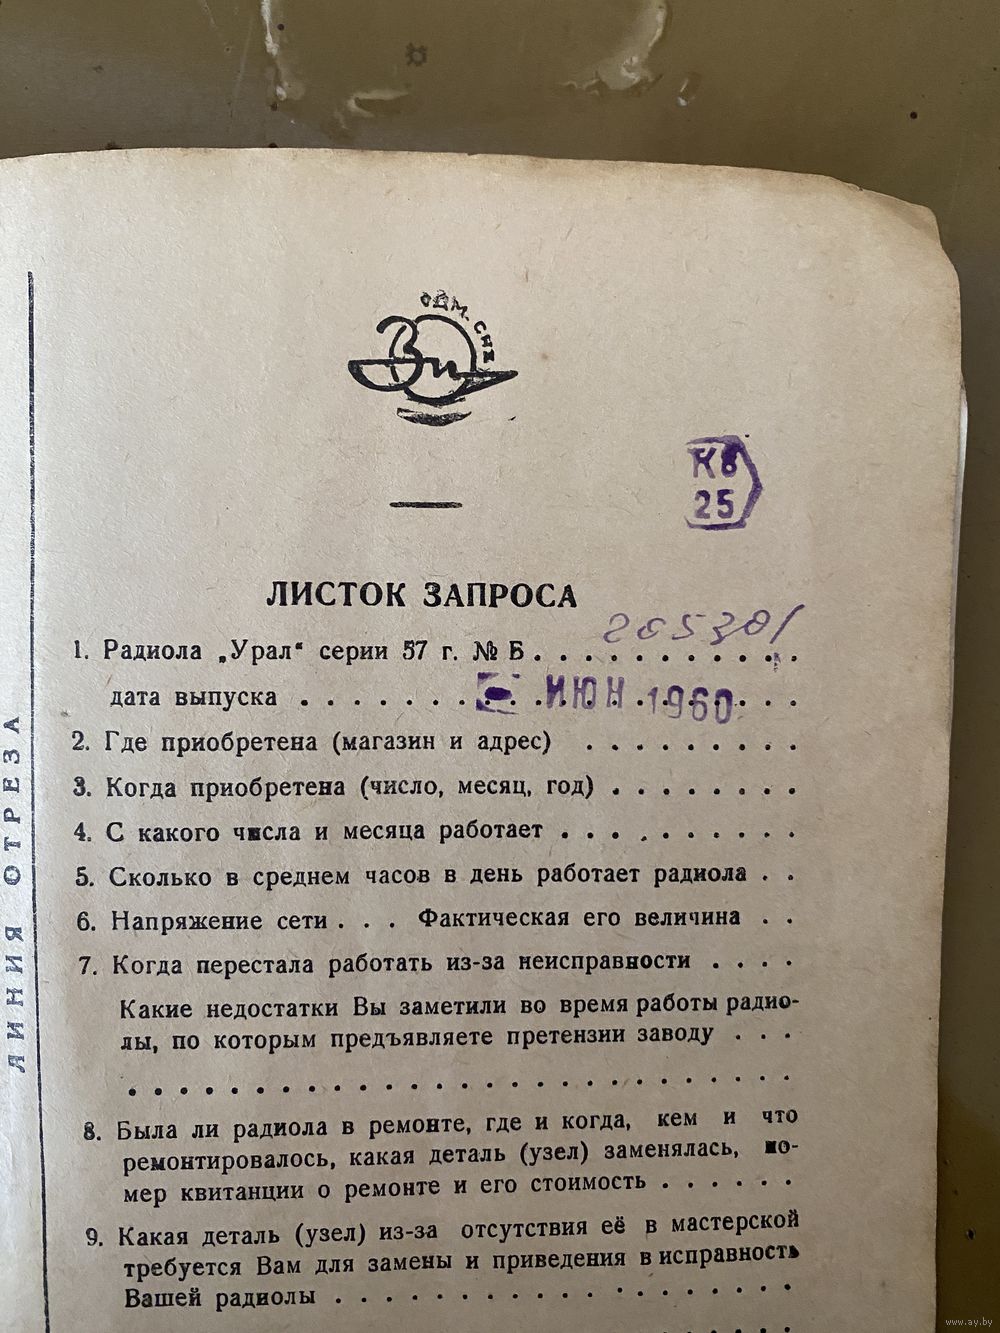 ОДМ. СНХ
Зи
К6
25
ЛИСТОК ЗАПРОСА
1. Радиола „Урал“ серии 57 г. № Б. . . . . . . . . . . .
дата выпуска . . . . . . . ИЮН 1960
2. Где приобретена (магазин и адрес) . . . . . . . . .
3. Когда приобретена (число, месяц, год) . . . . . . . .
4. С какого числа и месяца работает . . . . . . . . . .
5. Сколько в среднем часов в день работает радиола . .
6. Напряжение сети . . . Фактическая его величина . .
7. Когда перестала работать из-за неисправности . . . .
Какие недостатки Вы заметили во время работы радио-
лы, по которым предъявляете претензии заводу . . .
. . . . . . . . . . . . . . . . . . . . . . . .
8. Была ли радиола в ремонте, где и когда, кем и что
ремонтировалось, какая деталь (узел) заменялась, но-
мер квитанции о ремонте и его стоимость . . . . . .
9. Какая деталь (узел) из-за отсутствия её в мастерской
требуется Вам для замены и приведения в исправность
Вашей радиолы . . . . . . . . . . . . . . . . . .
ЛИНИЯ ОТРЕЗА
www.ay.by